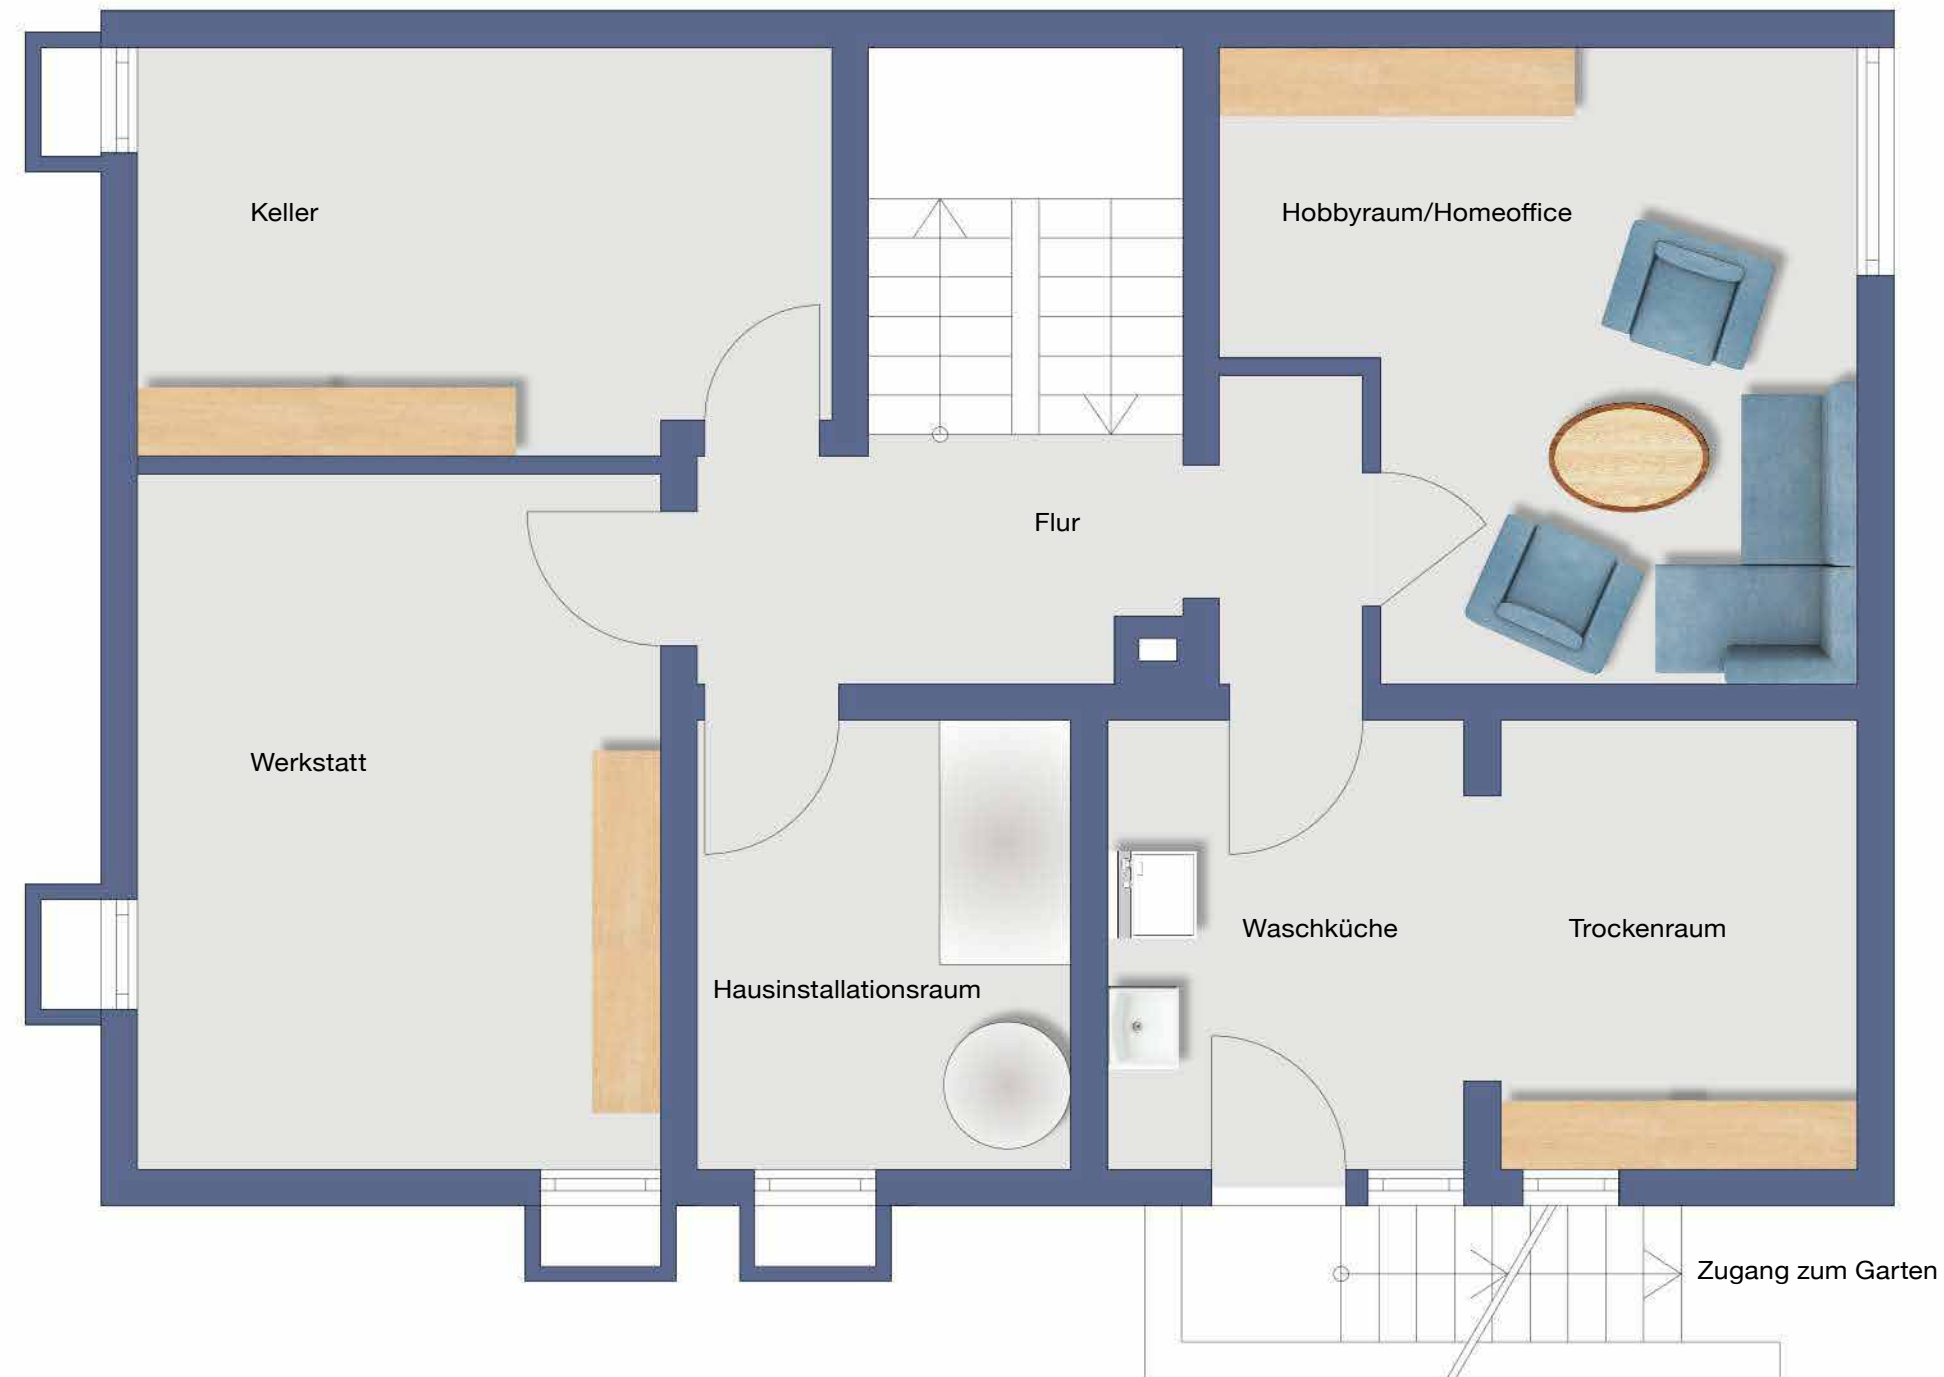 Keller
Hobbyraum/Homeoffice
Flur
Werkstatt
Waschküche
Trockenraum
Hausinstallationsraum
Zugang zum Garten